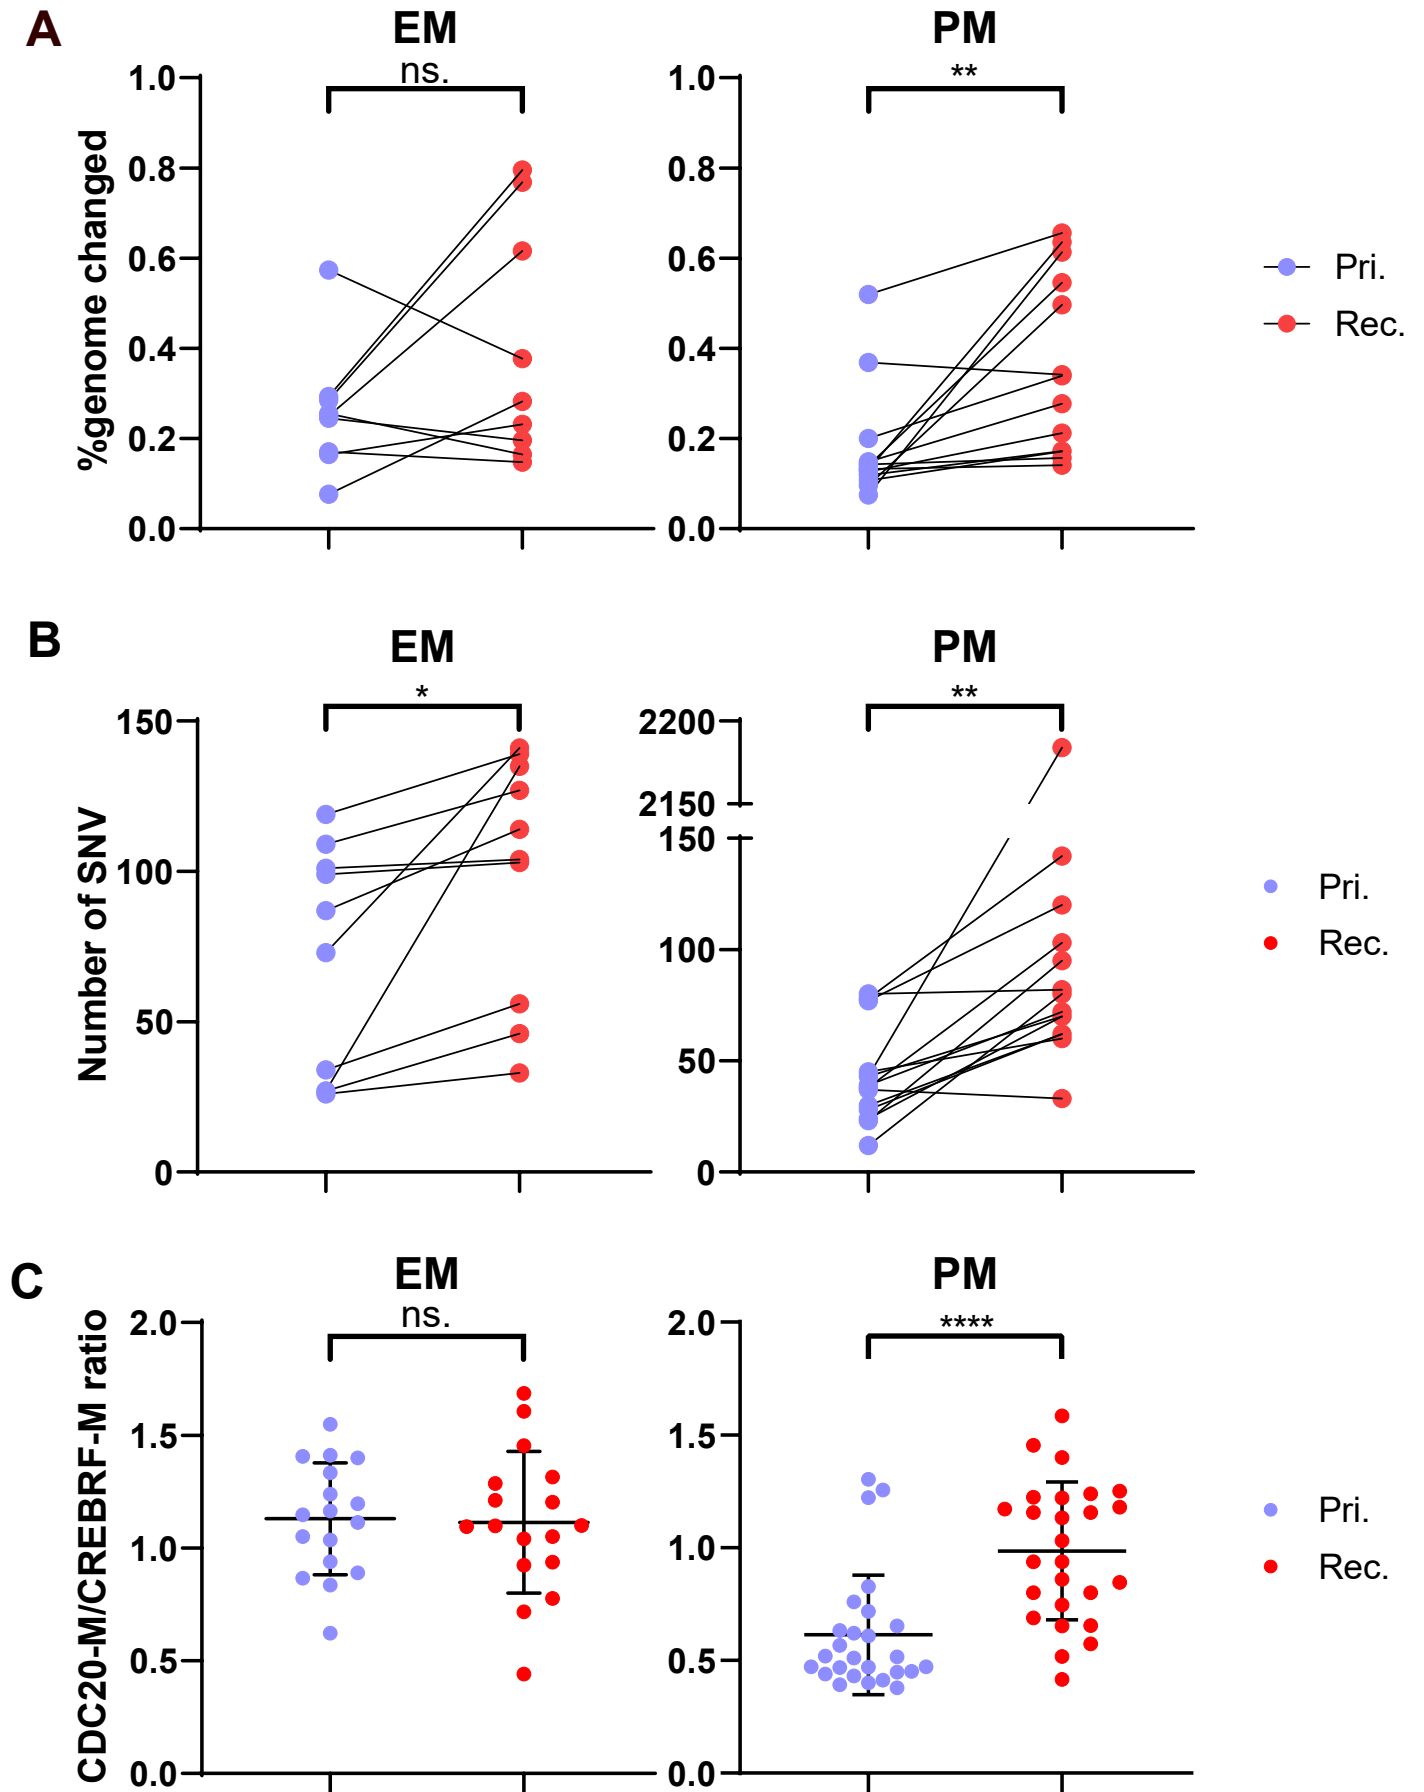 A
EM
PM
ns.
**
%genome changed
1.0
0.8
0.6
0.4
0.2
0.0
1.0
0.8
0.6
0.4
0.2
0.0
Pri.
Rec.
B
EM
PM
*
**
Number of SNV
150
100
50
0
2200
2150
150
100
50
0
Pri.
Rec.
C
EM
PM
ns.
****
CDC20-M/CREBRF-M ratio
2.0
1.5
1.0
0.5
0.0
2.0
1.5
1.0
0.5
0.0
Pri.
Rec.